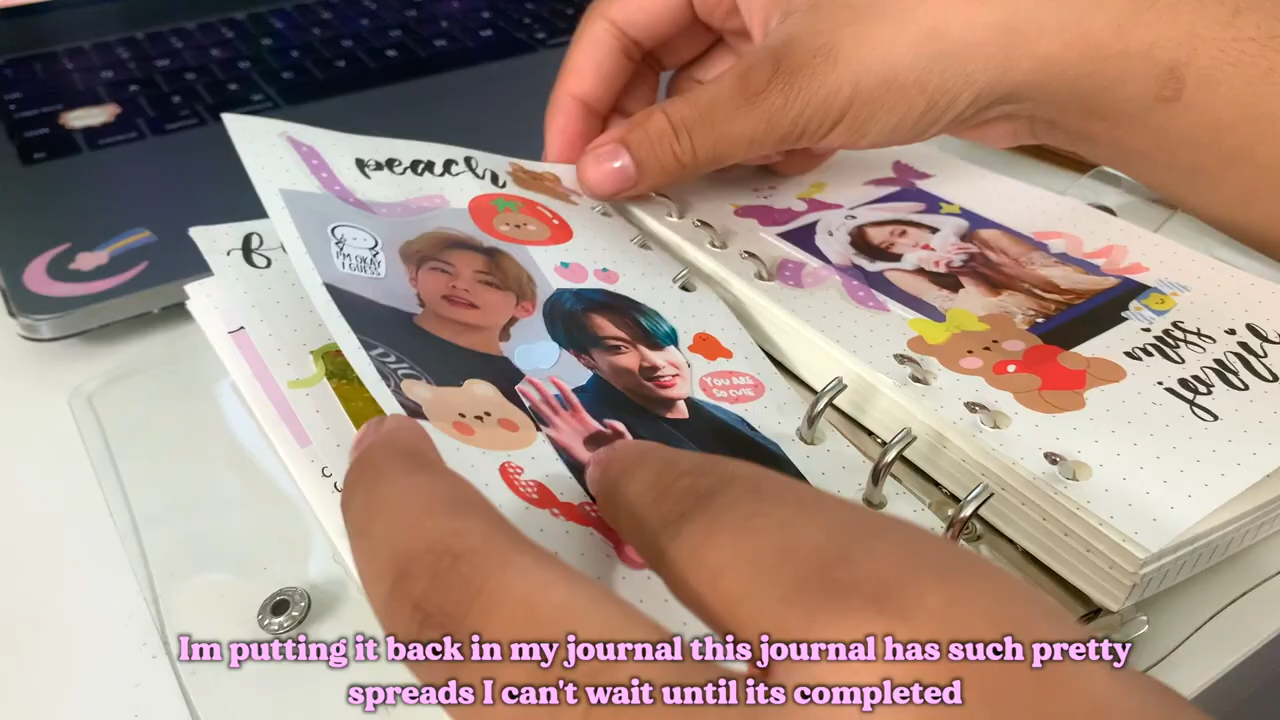 peach
I'M OKAY
I GUESS
YOU ARE
SO CUTE
miss
jennie
Im putting it back in my journal this journal has such pretty
spreads I can't wait until its completed